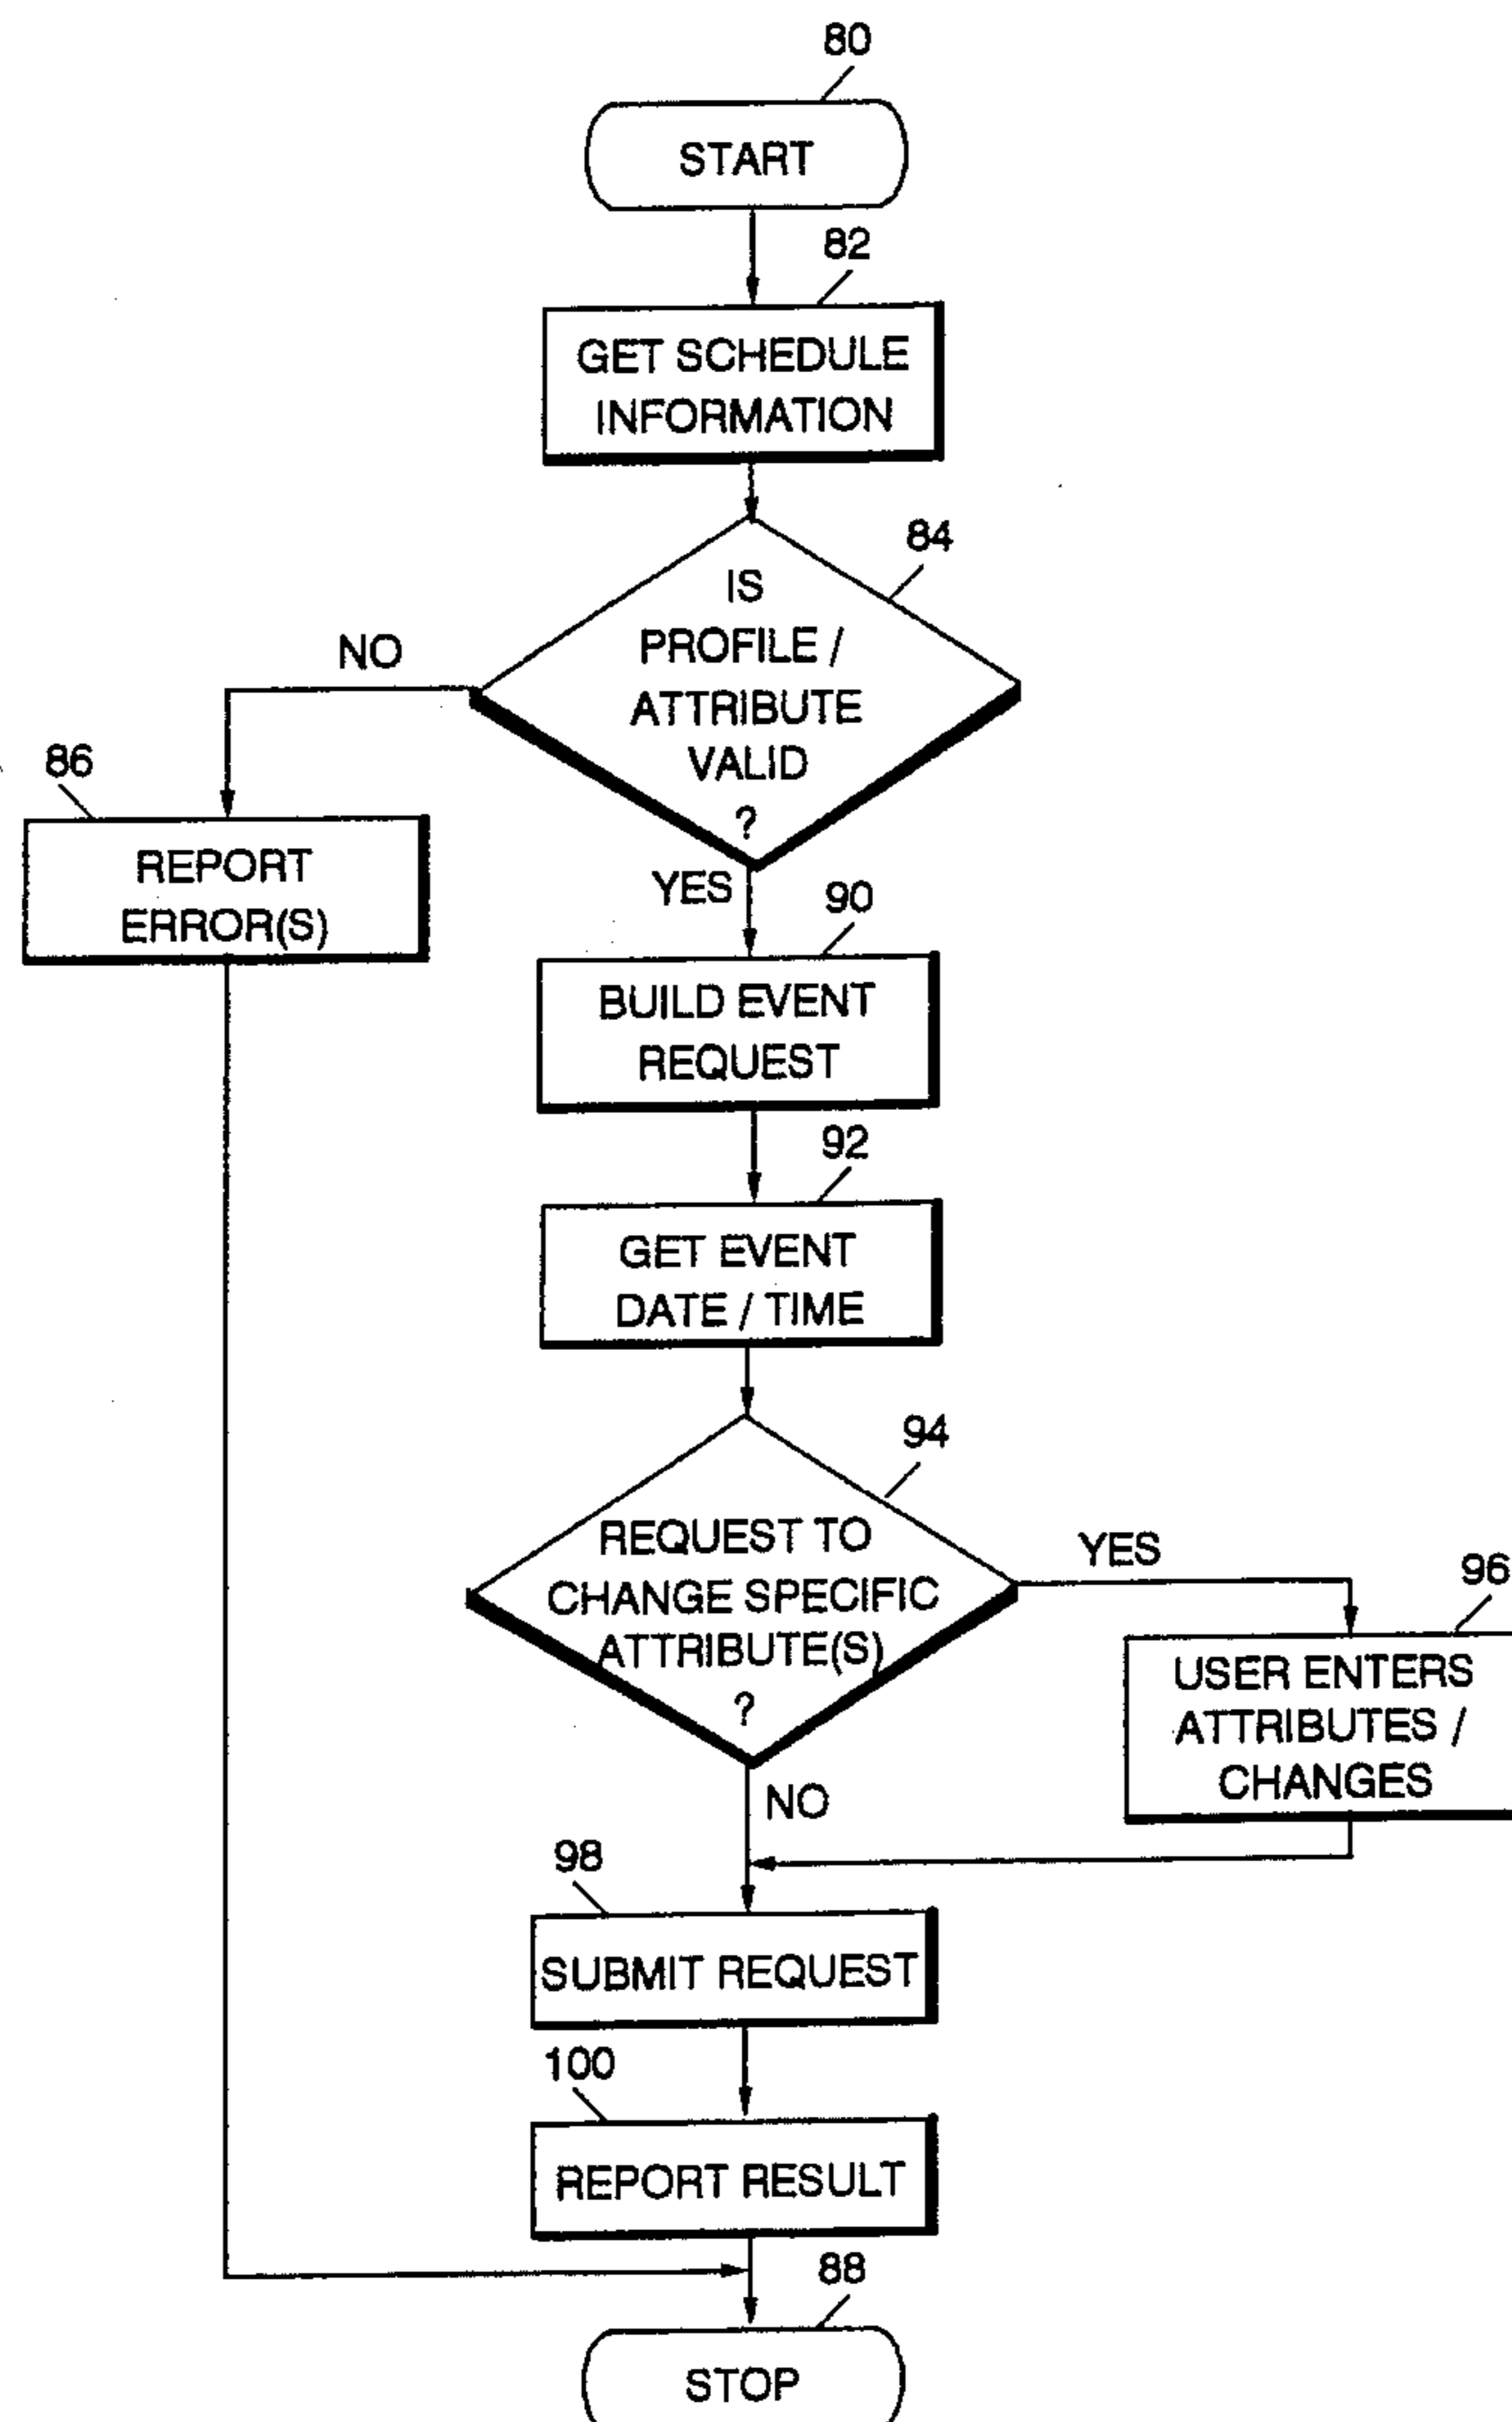 80
START
82
GET SCHEDULE
INFORMATION
84
IS
PROFILE /
ATTRIBUTE
VALID
?
NO
86
REPORT
ERROR(S)
YES
90
BUILD EVENT
REQUEST
92
GET EVENT
DATE / TIME
94
REQUEST TO
CHANGE SPECIFIC
ATTRIBUTE(S)
?
YES
96
USER ENTERS
ATTRIBUTES /
CHANGES
NO
98
SUBMIT REQUEST
100
REPORT RESULT
88
STOP